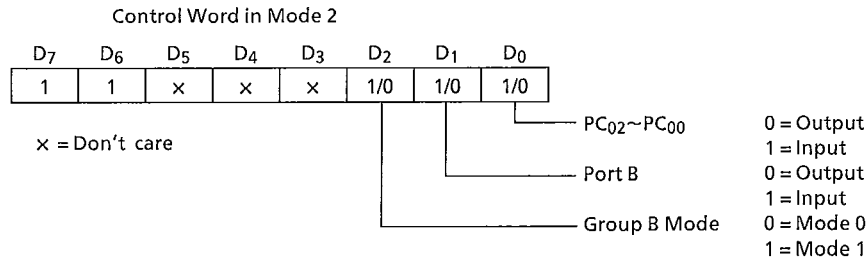 Control Word in Mode 2
D7 D6 D5 D4 D3 D2 D1 D0
1 1 × × × 1/0 1/0 1/0
× = Don't care
PC02~PC00 0 = Output
1 = Input
Port B 0 = Output
1 = Input
Group B Mode 0 = Mode 0
1 = Mode 1